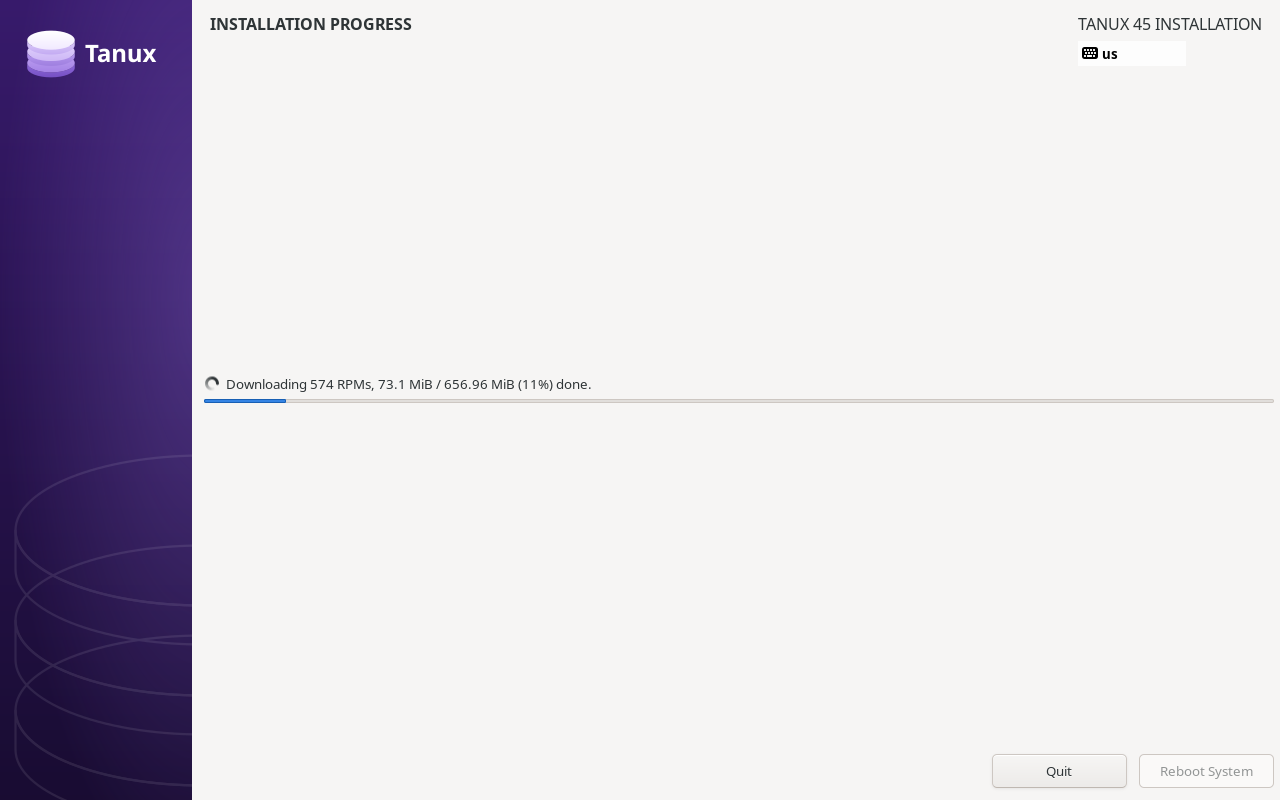 Tanux
INSTALLATION PROGRESS
TANUX 45 INSTALLATION
us
Downloading 574 RPMs, 73.1 MiB / 656.96 MiB (11%) done.
Quit
Reboot System